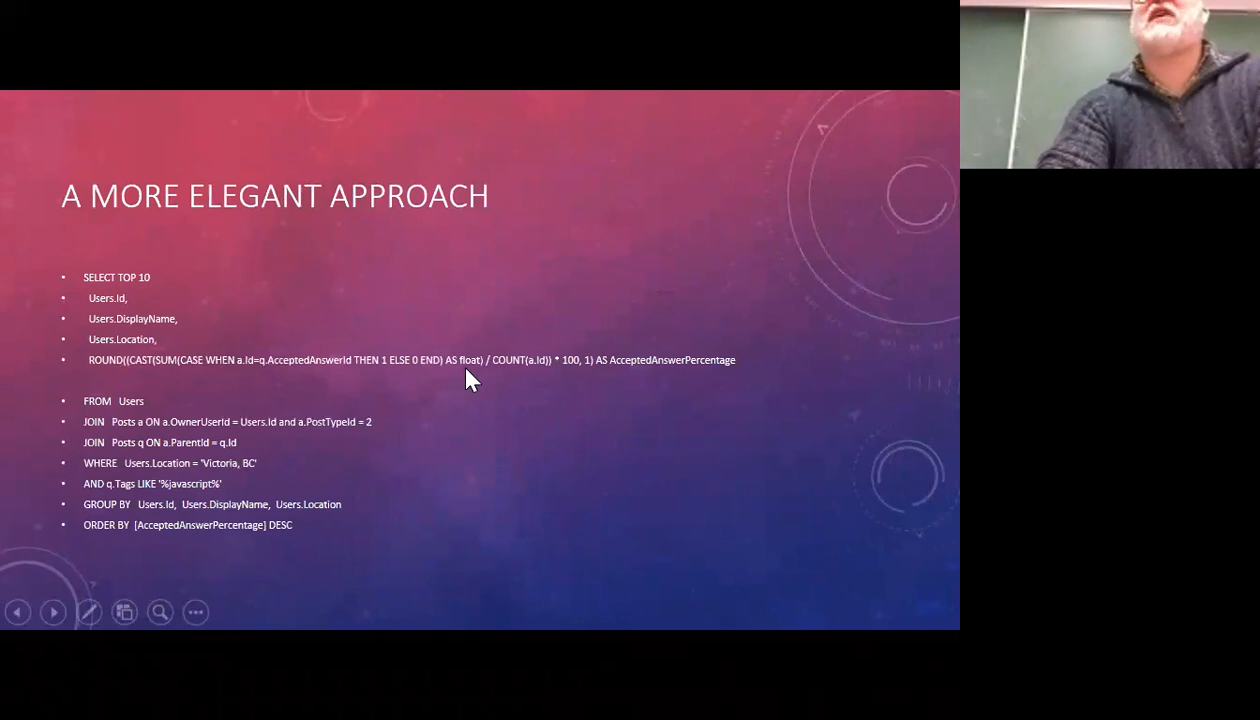 A MORE ELEGANT APPROACH
• SELECT TOP 10
• Users.Id,
• Users.DisplayName,
• Users.Location,
• ROUND((CAST(SUM(CASE WHEN a.Id=q.AcceptedAnswerId THEN 1 ELSE 0 END) AS float) / COUNT(a.Id)) * 100, 1) AS AcceptedAnswerPercentage
• FROM Users
• JOIN Posts a ON a.OwnerUserId = Users.Id and a.PostTypeId = 2
• JOIN Posts q ON a.ParentId = q.Id
• WHERE Users.Location = 'Victoria, BC'
• AND q.Tags LIKE '%javascript%'
• GROUP BY Users.Id, Users.DisplayName, Users.Location
• ORDER BY [AcceptedAnswerPercentage] DESC